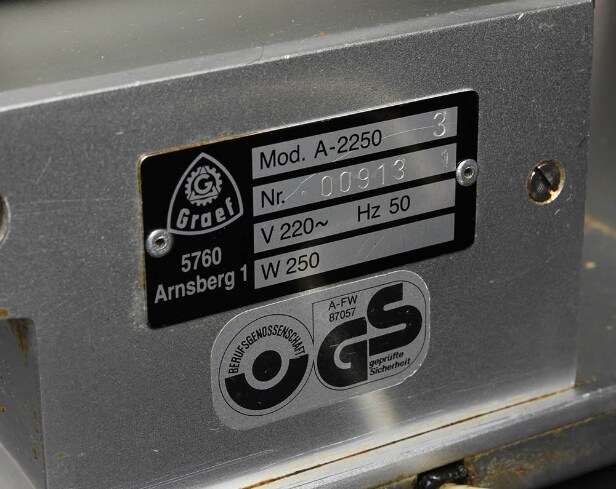 G
Graef
5760
Arnsberg 1
Mod. A-2250 3
Nr. 00913 1
V 220~ Hz 50
W 250
BERUFSGENOSSENSCHAFT
A-FW
87057
GS
geprüfte
Sicherheit